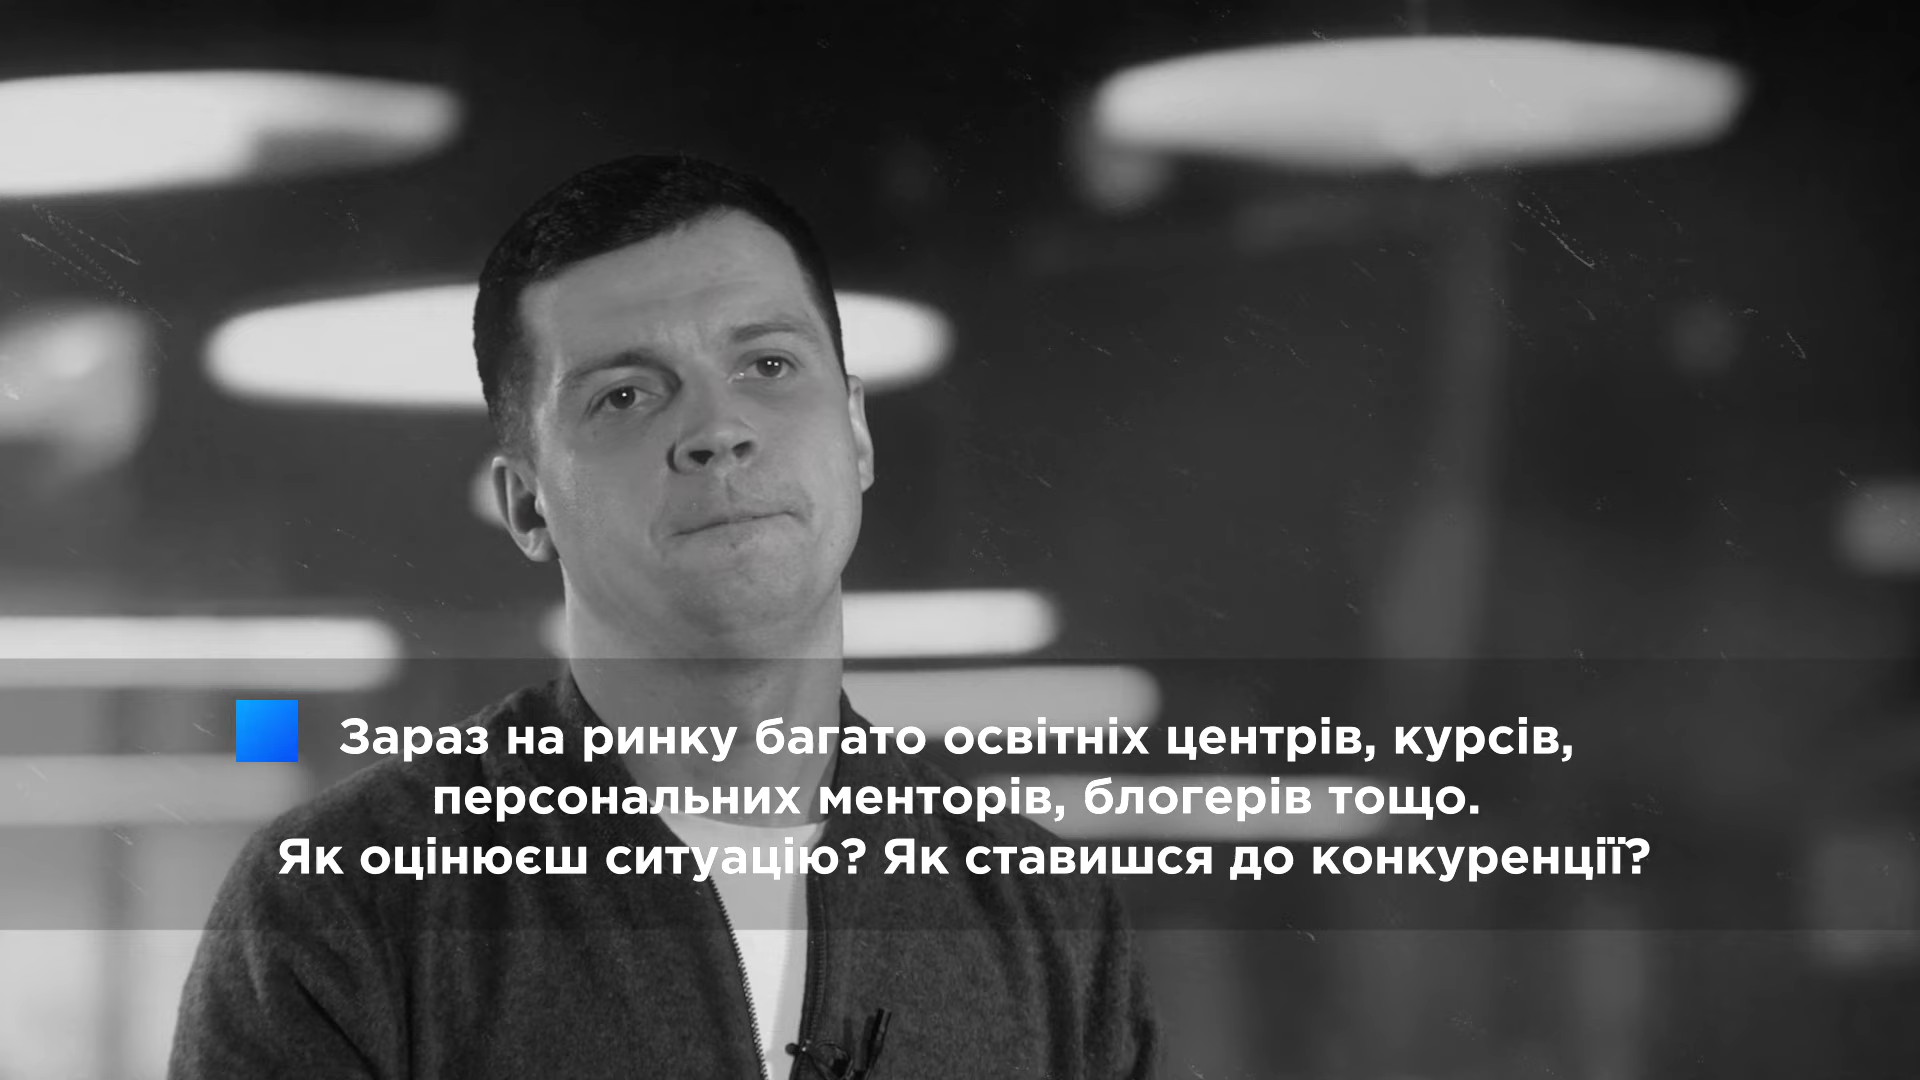 Зараз на ринку багато освітніх центрів, курсів,
персональних менторів, блогерів тощо.
Як оцінюєш ситуацію? Як ставишся до конкуренції?